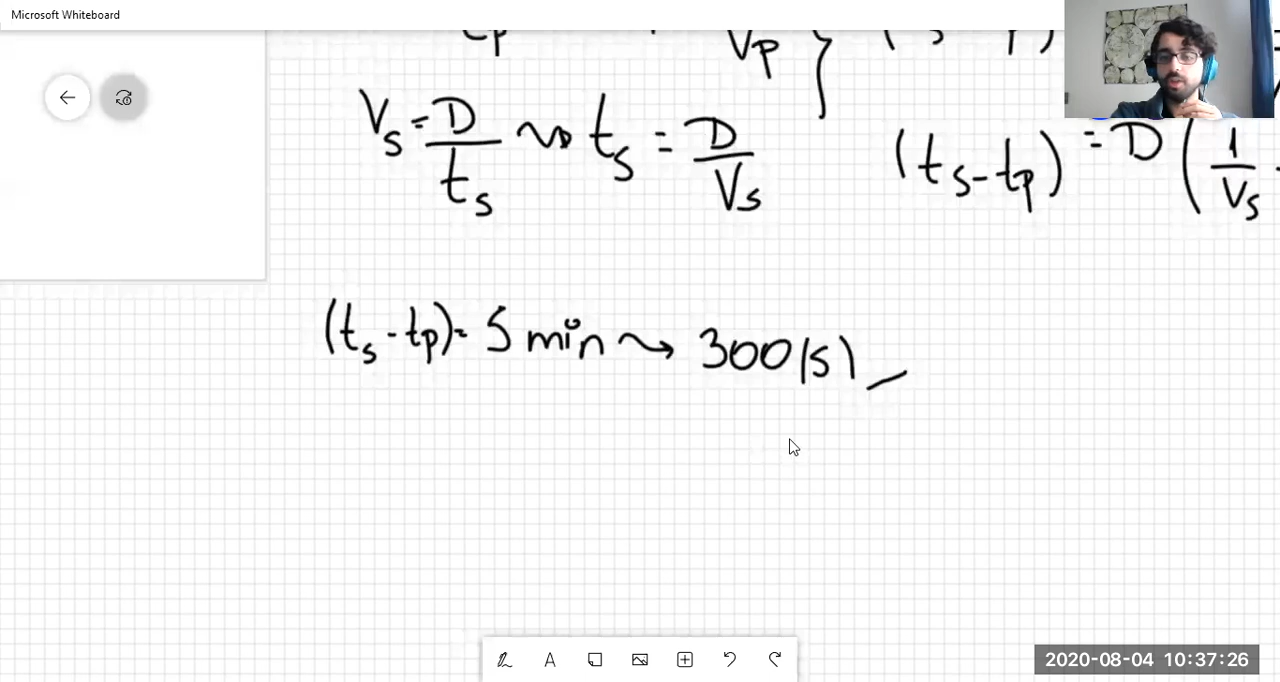 Microsoft Whiteboard
Vp
Vs = D/ts ⇝ ts = D/Vs
(ts - tp) = D(1/Vs
(ts - tp) = 5 min ⇝ 300(s)
A
2020-08-04 10:37:26